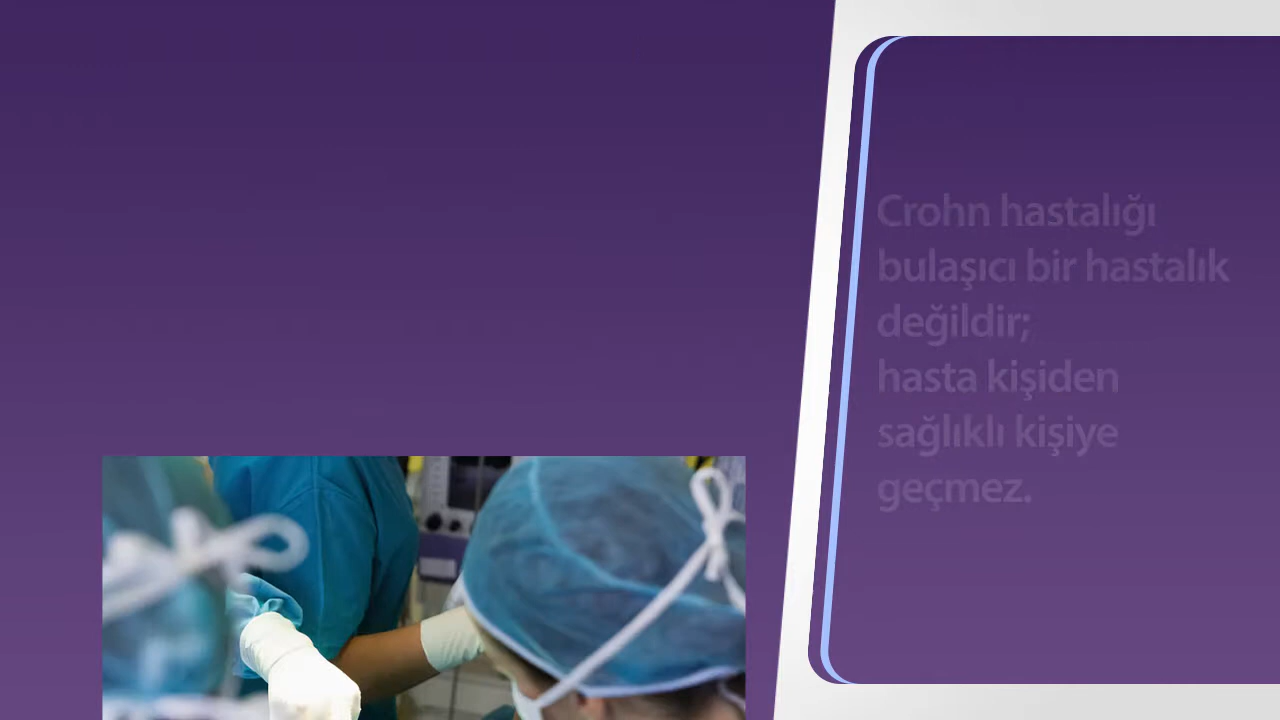 Crohn hastalığı
bulaşıcı bir hastalık
değildir;
hasta kişiden
sağlıklı kişiye
geçmez.